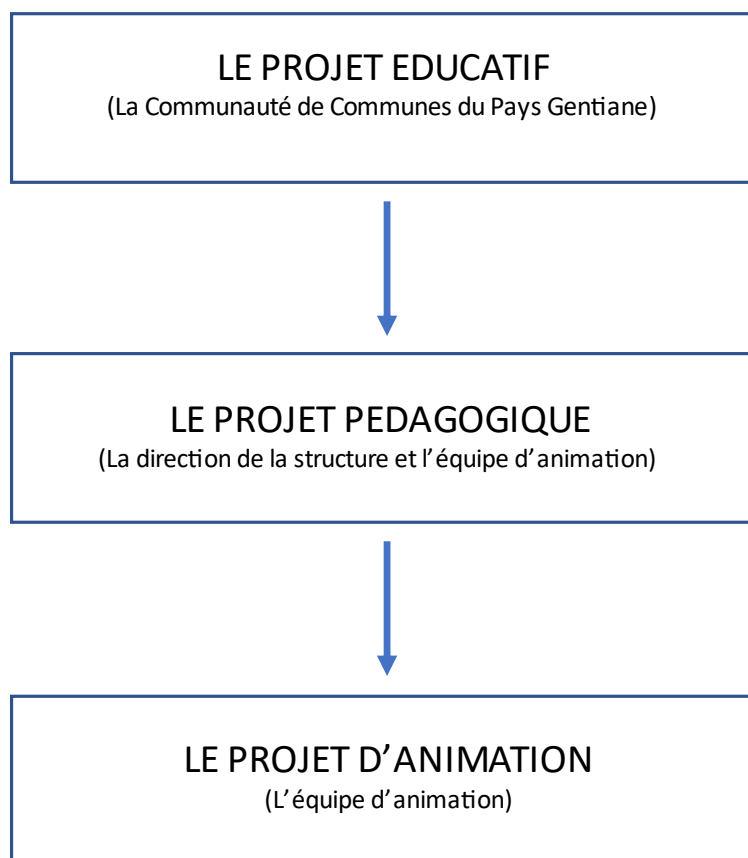 LE PROJET EDUCATIF
(La Communauté de Communes du Pays Gentiane)
LE PROJET PEDAGOGIQUE
(La direction de la structure et l’équipe d’animation)
LE PROJET D’ANIMATION
(L’équipe d’animation)